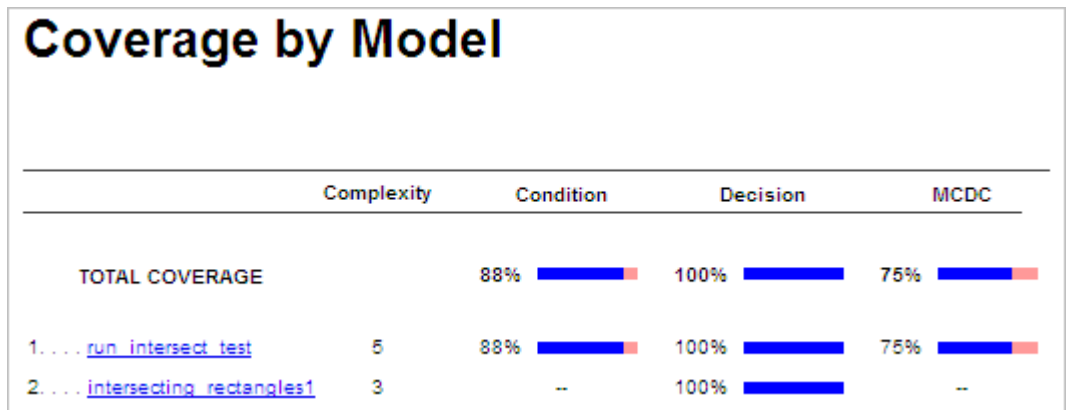 Coverage by Model
Complexity Condition Decision MCDC
TOTAL COVERAGE 88% 100% 75%
1. . . . run_intersect_test 5 88% 100% 75%
2. . . . intersecting_rectangles1 3 -- 100% --